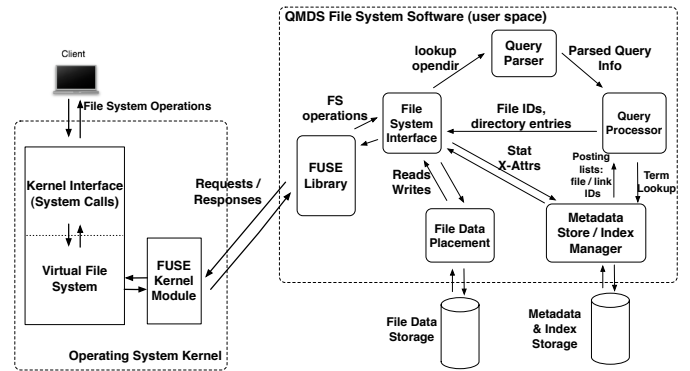 QMDS File System Software (user space)
Client
File System Operations
Kernel Interface
(System Calls)
Virtual File
System
FUSE
Kernel
Module
Operating System Kernel
Requests /
Responses
FUSE
Library
FS
operations
File
System
Interface
lookup
opendir
Query
Parser
Parsed Query
Info
Query
Processor
File IDs,
directory entries
Stat
X-Attrs
Posting
lists:
file / link
IDs
Term
Lookup
Reads
Writes
File Data
Placement
Metadata
Store / Index
Manager
File Data
Storage
Metadata
& Index
Storage